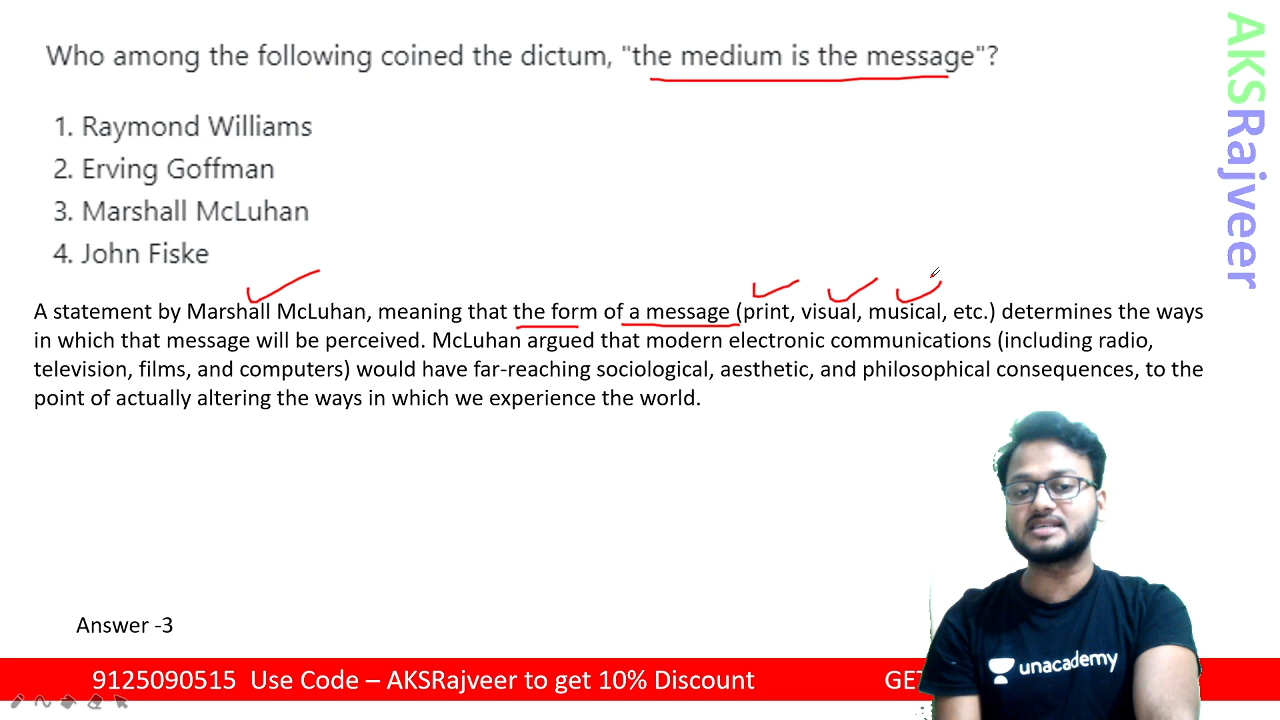 Who among the following coined the dictum, "the medium is the message"?
1. Raymond Williams
2. Erving Goffman
3. Marshall McLuhan
4. John Fiske
A statement by Marshall McLuhan, meaning that the form of a message (print, visual, musical, etc.) determines the ways
in which that message will be perceived. McLuhan argued that modern electronic communications (including radio,
television, films, and computers) would have far-reaching sociological, aesthetic, and philosophical consequences, to the
point of actually altering the ways in which we experience the world.
AKSRajveer
unacademy
Answer -3
9125090515 Use Code – AKSRajveer to get 10% Discount